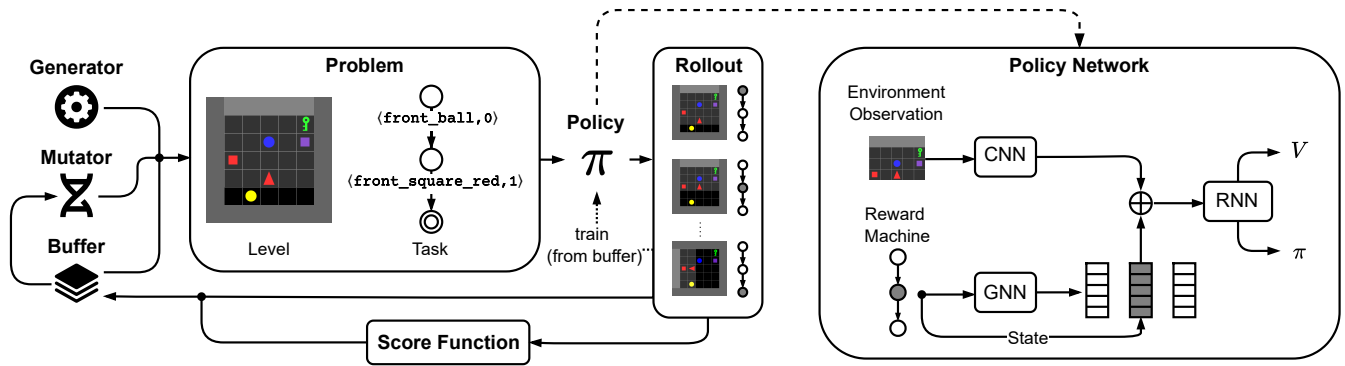 Generator
Mutator
Buffer
Problem
Level
⟨front_ball,0⟩
⟨front_square_red,1⟩
Task
Policy
π
train
(from buffer)
Rollout
Score Function
Policy Network
Environment
Observation
CNN
Reward
Machine
GNN
State
RNN
V
π